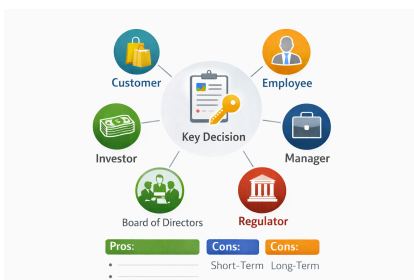 Customer
Employee
Key Decision
Investor
Manager
Board of Directors
Regulator
Pros: Cons: Cons:
Short-Term Long-Term